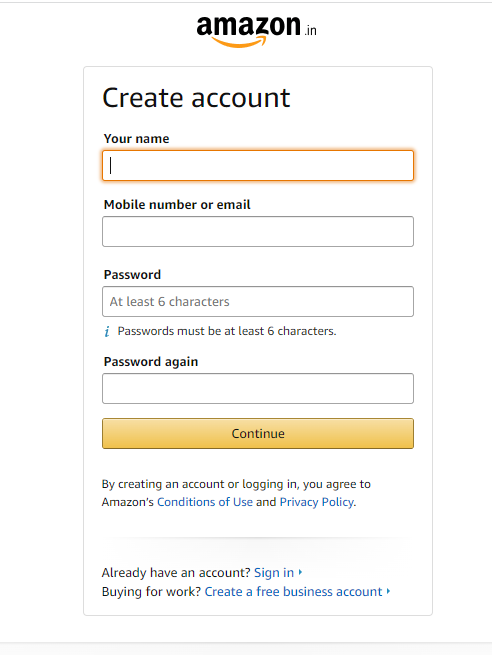 amazon.in
Create account
Your name
Mobile number or email
Password
At least 6 characters
i Passwords must be at least 6 characters.
Password again
Continue
By creating an account or logging in, you agree to
Amazon's Conditions of Use and Privacy Policy.
Already have an account? Sign in
Buying for work? Create a free business account